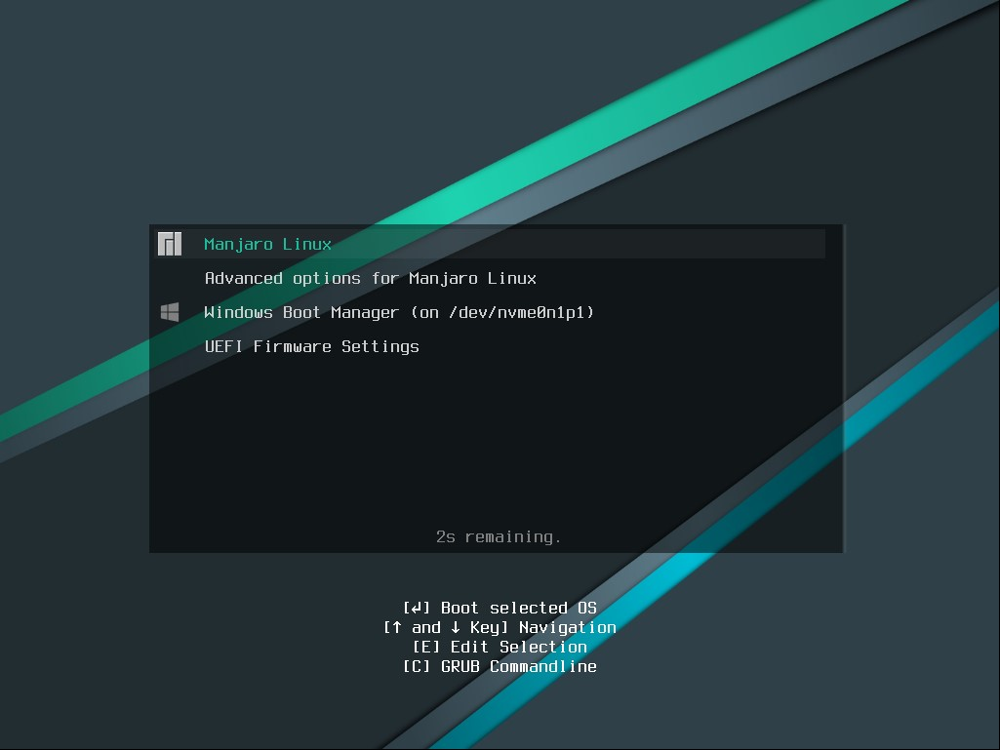 Manjaro Linux
Advanced options for Manjaro Linux
Windows Boot Manager (on /dev/nvme0n1p1)
UEFI Firmware Settings
2s remaining.
[↲] Boot selected OS
[↑ and ↓ Key] Navigation
[E] Edit Selection
[C] GRUB Commandline